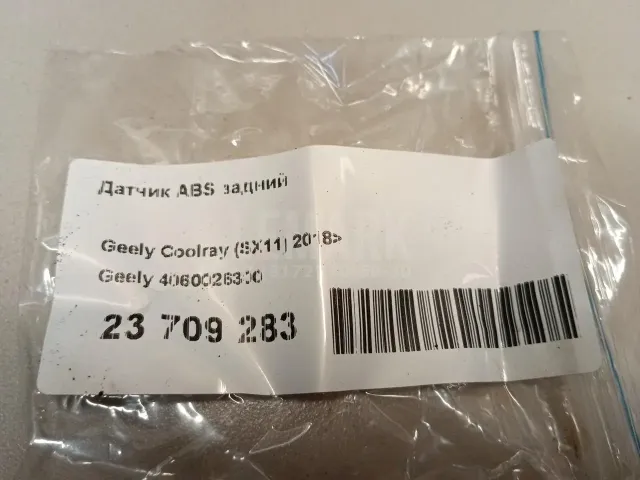 Датчик ABS задний
Geely Coolray (SX11) 2018>
Geely 4060026300
23 709 283